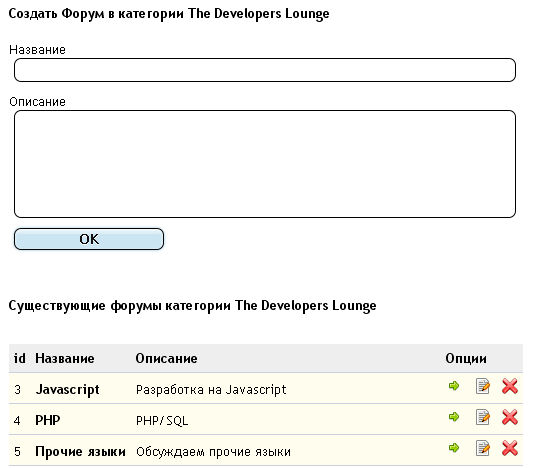 Создать Форум в категории The Developers Lounge
Название
Описание
OK
Существующие форумы категории The Developers Lounge
id Название Описание Опции
3 Javascript Разработка на Javascript
4 PHP PHP/SQL
5 Прочие языки Обсуждаем прочие языки